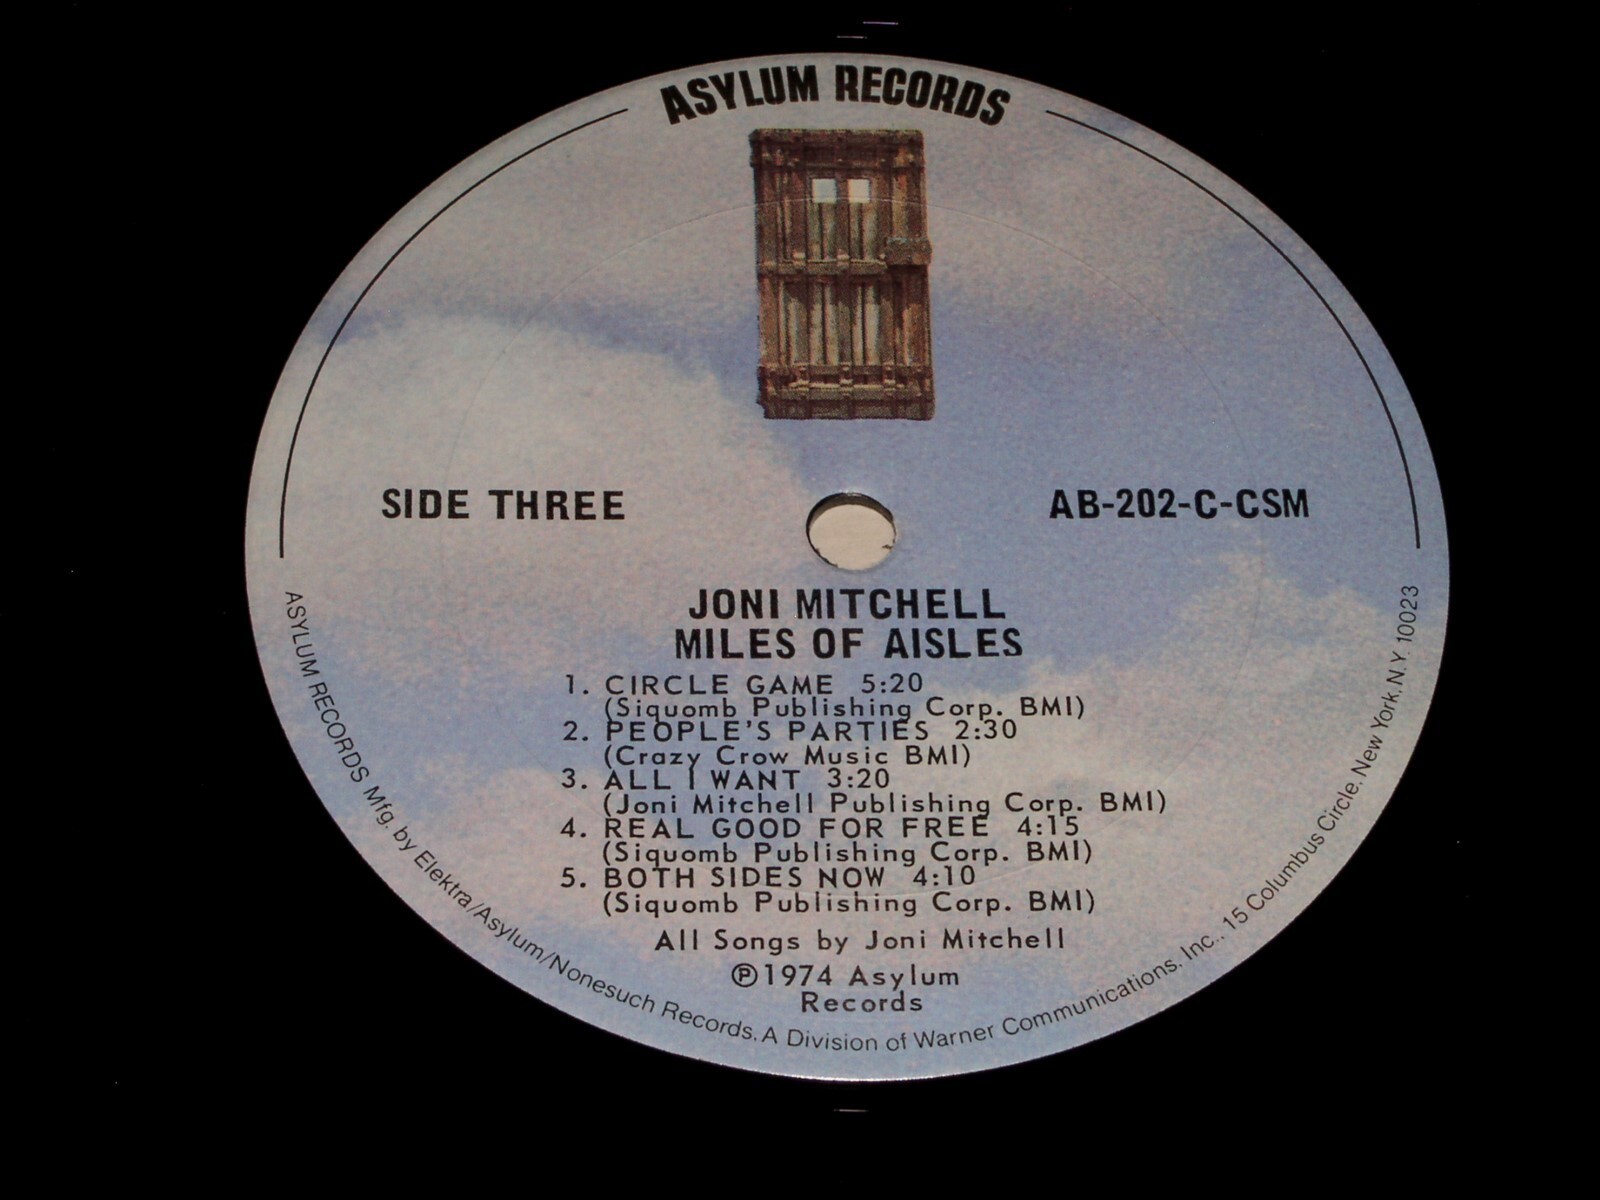 ASYLUM RECORDS
SIDE THREE
AB-202-C-CSM
JONI MITCHELL
MILES OF AISLES
1. CIRCLE GAME 5:20
(Siquomb Publishing Corp. BMI)
2. PEOPLE'S PARTIES 2:30
(Crazy Crow Music BMI)
3. ALL I WANT 3:20
(Joni Mitchell Publishing Corp. BMI)
4. REAL GOOD FOR FREE 4:15
(Siquomb Publishing Corp. BMI)
5. BOTH SIDES NOW 4:10
(Siquomb Publishing Corp. BMI)
All Songs by Joni Mitchell
℗1974 Asylum
Records
ASYLUM RECORDS Mfg. by Elektra/Asylum/Nonesuch Records. A Division of Warner Communications. Inc., 15 Columbus Circle. New York. N.Y. 10023